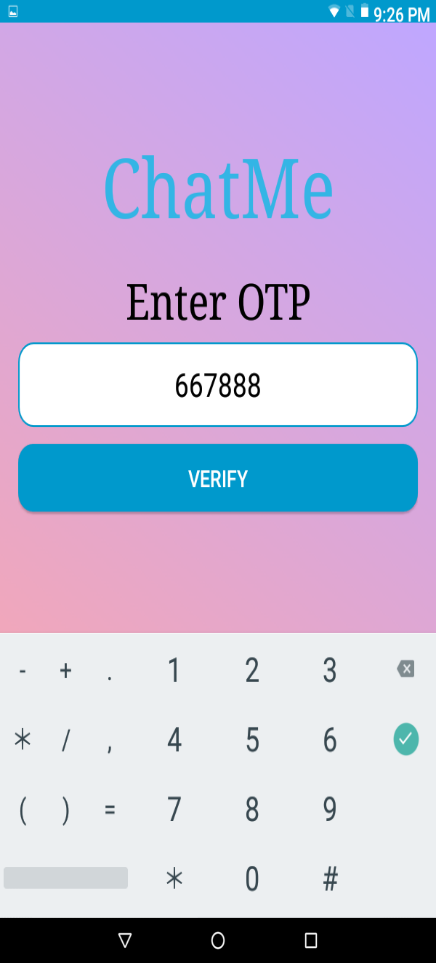 9:26 PM
ChatMe
Enter OTP
667888
VERIFY
- + . 1 2 3
* / , 4 5 6
( ) = 7 8 9
* 0 #